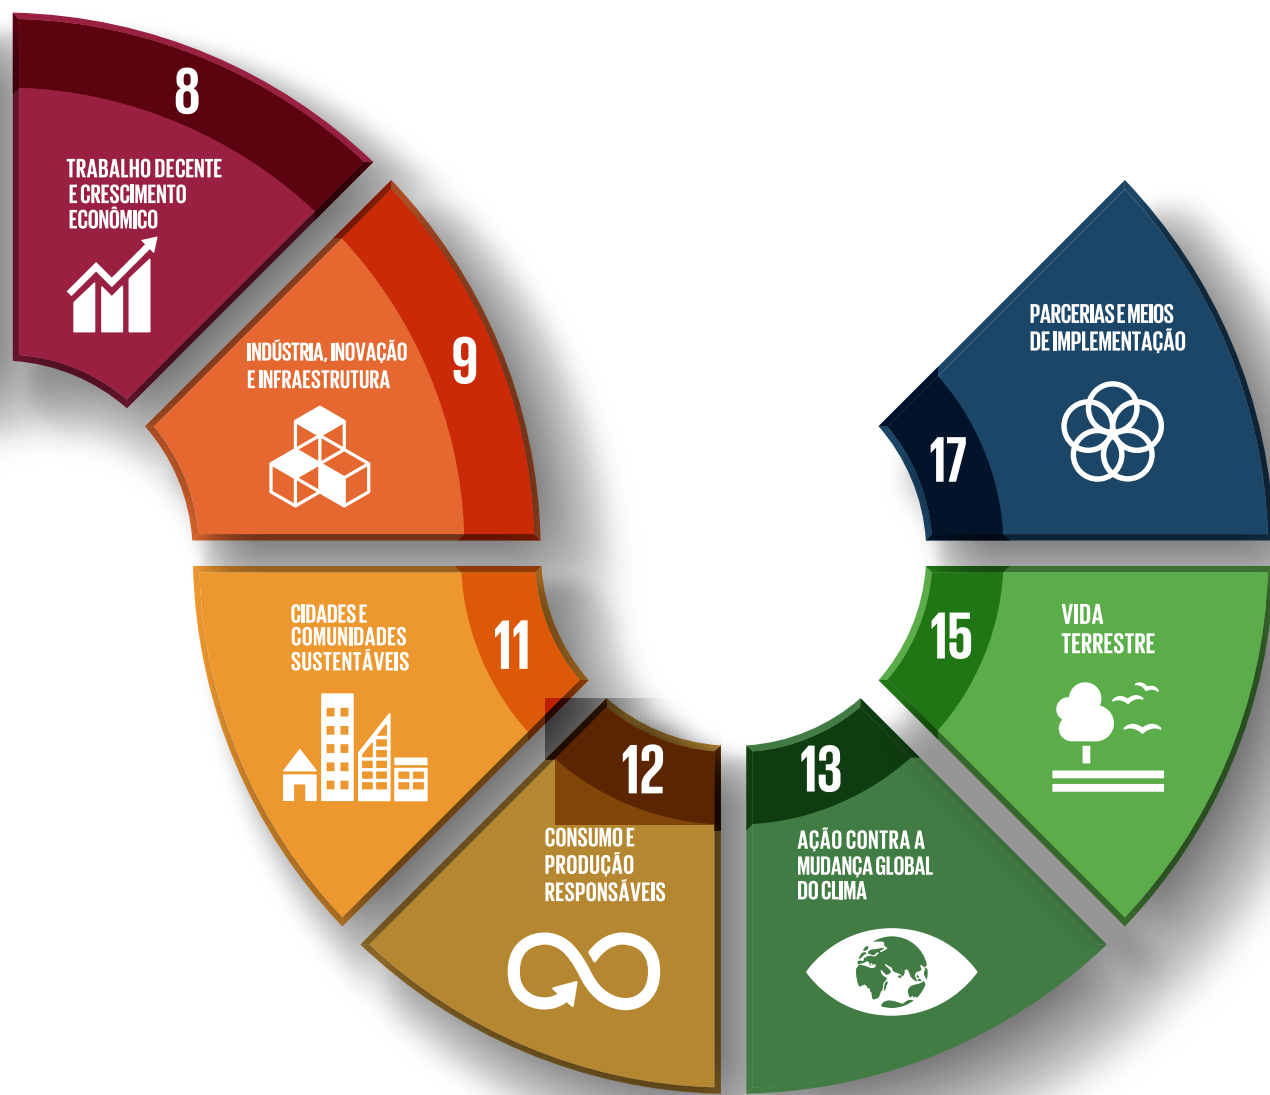 8
TRABALHO DECENTE
E CRESCIMENTO
ECONÔMICO
9
INDÚSTRIA, INOVAÇÃO
E INFRAESTRUTURA
11
CIDADES E
COMUNIDADES
SUSTENTÁVEIS
12
CONSUMO E
PRODUÇÃO
RESPONSÁVEIS
13
AÇÃO CONTRA A
MUDANÇA GLOBAL
DO CLIMA
15
VIDA
TERRESTRE
17
PARCERIAS E MEIOS
DE IMPLEMENTAÇÃO